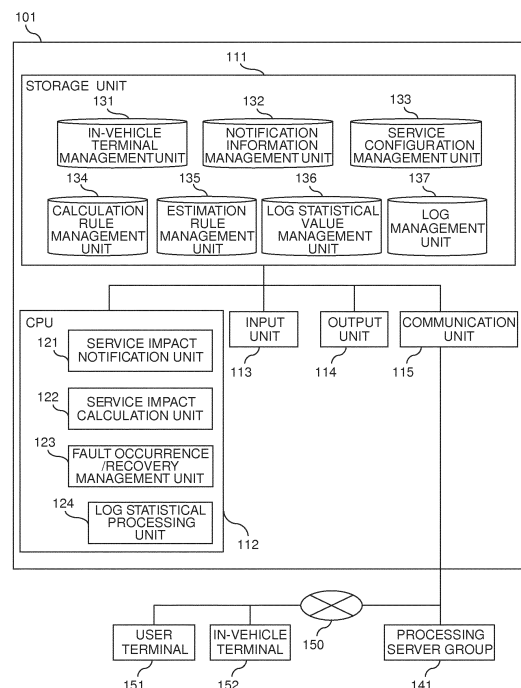 101
111
STORAGE UNIT
131
132
133
IN-VEHICLE
TERMINAL
MANAGEMENT UNIT
NOTIFICATION
INFORMATION
MANAGEMENT UNIT
SERVICE
CONFIGURATION
MANAGEMENT UNIT
134
135
136
137
CALCULATION
RULE
MANAGEMENT
UNIT
ESTIMATION
RULE
MANAGEMENT
UNIT
LOG STATISTICAL
VALUE
MANAGEMENT
UNIT
LOG
MANAGEMENT
UNIT
CPU
121
SERVICE IMPACT
NOTIFICATION UNIT
122
SERVICE IMPACT
CALCULATION UNIT
123
FAULT OCCURRENCE
/RECOVERY
MANAGEMENT UNIT
124
LOG STATISTICAL
PROCESSING
UNIT
112
INPUT
UNIT
113
OUTPUT
UNIT
114
COMMUNICATION
UNIT
115
150
USER
TERMINAL
151
IN-VEHICLE
TERMINAL
152
PROCESSING
SERVER GROUP
141